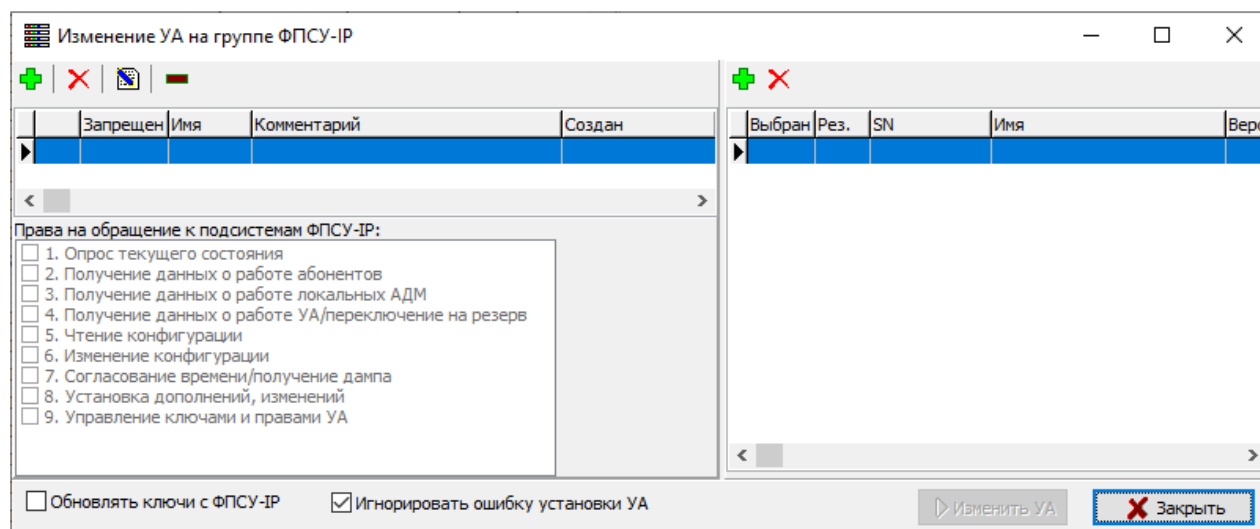 Изменение УА на группе ФПСУ-IP
Запрещен Имя Комментарий Создан
Выбран Рез. SN Имя Верс
Права на обращение к подсистемам ФПСУ-IP:
1. Опрос текущего состояния
2. Получение данных о работе абонентов
3. Получение данных о работе локальных АДМ
4. Получение данных о работе УА/переключение на резерв
5. Чтение конфигурации
6. Изменение конфигурации
7. Согласование времени/получение дампа
8. Установка дополнений, изменений
9. Управление ключами и правами УА
Обновлять ключи с ФПСУ-IP
Игнорировать ошибку установки УА
Изменить УА
Закрыть